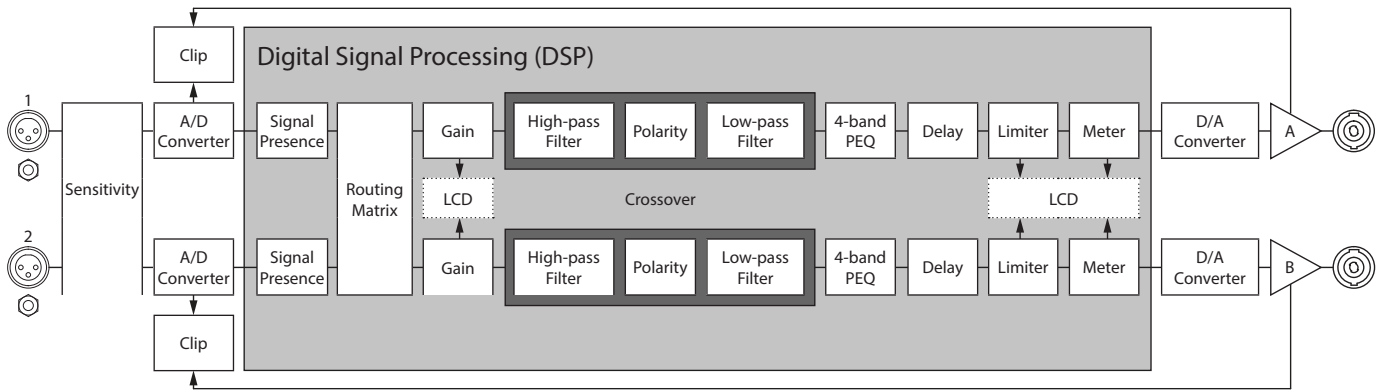 Clip
Digital Signal Processing (DSP)
1
Sensitivity
A/D
Converter
Signal
Presence
Routing
Matrix
Gain
High-pass
Filter
Polarity
Low-pass
Filter
4-band
PEQ
Delay
Limiter
Meter
D/A
Converter
A
LCD
Crossover
LCD
2
A/D
Converter
Signal
Presence
Gain
High-pass
Filter
Polarity
Low-pass
Filter
4-band
PEQ
Delay
Limiter
Meter
D/A
Converter
B
Clip